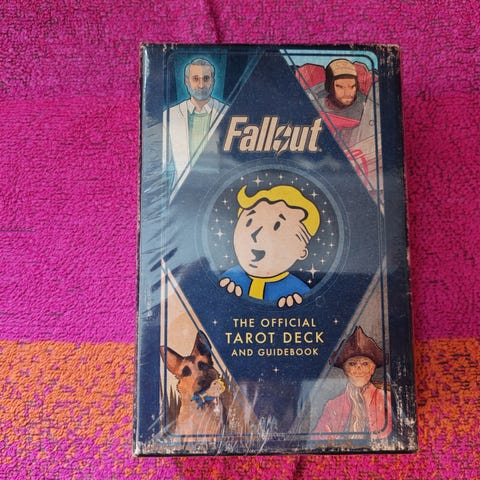 Fallout
THE OFFICIAL
TAROT DECK
AND GUIDEBOOK